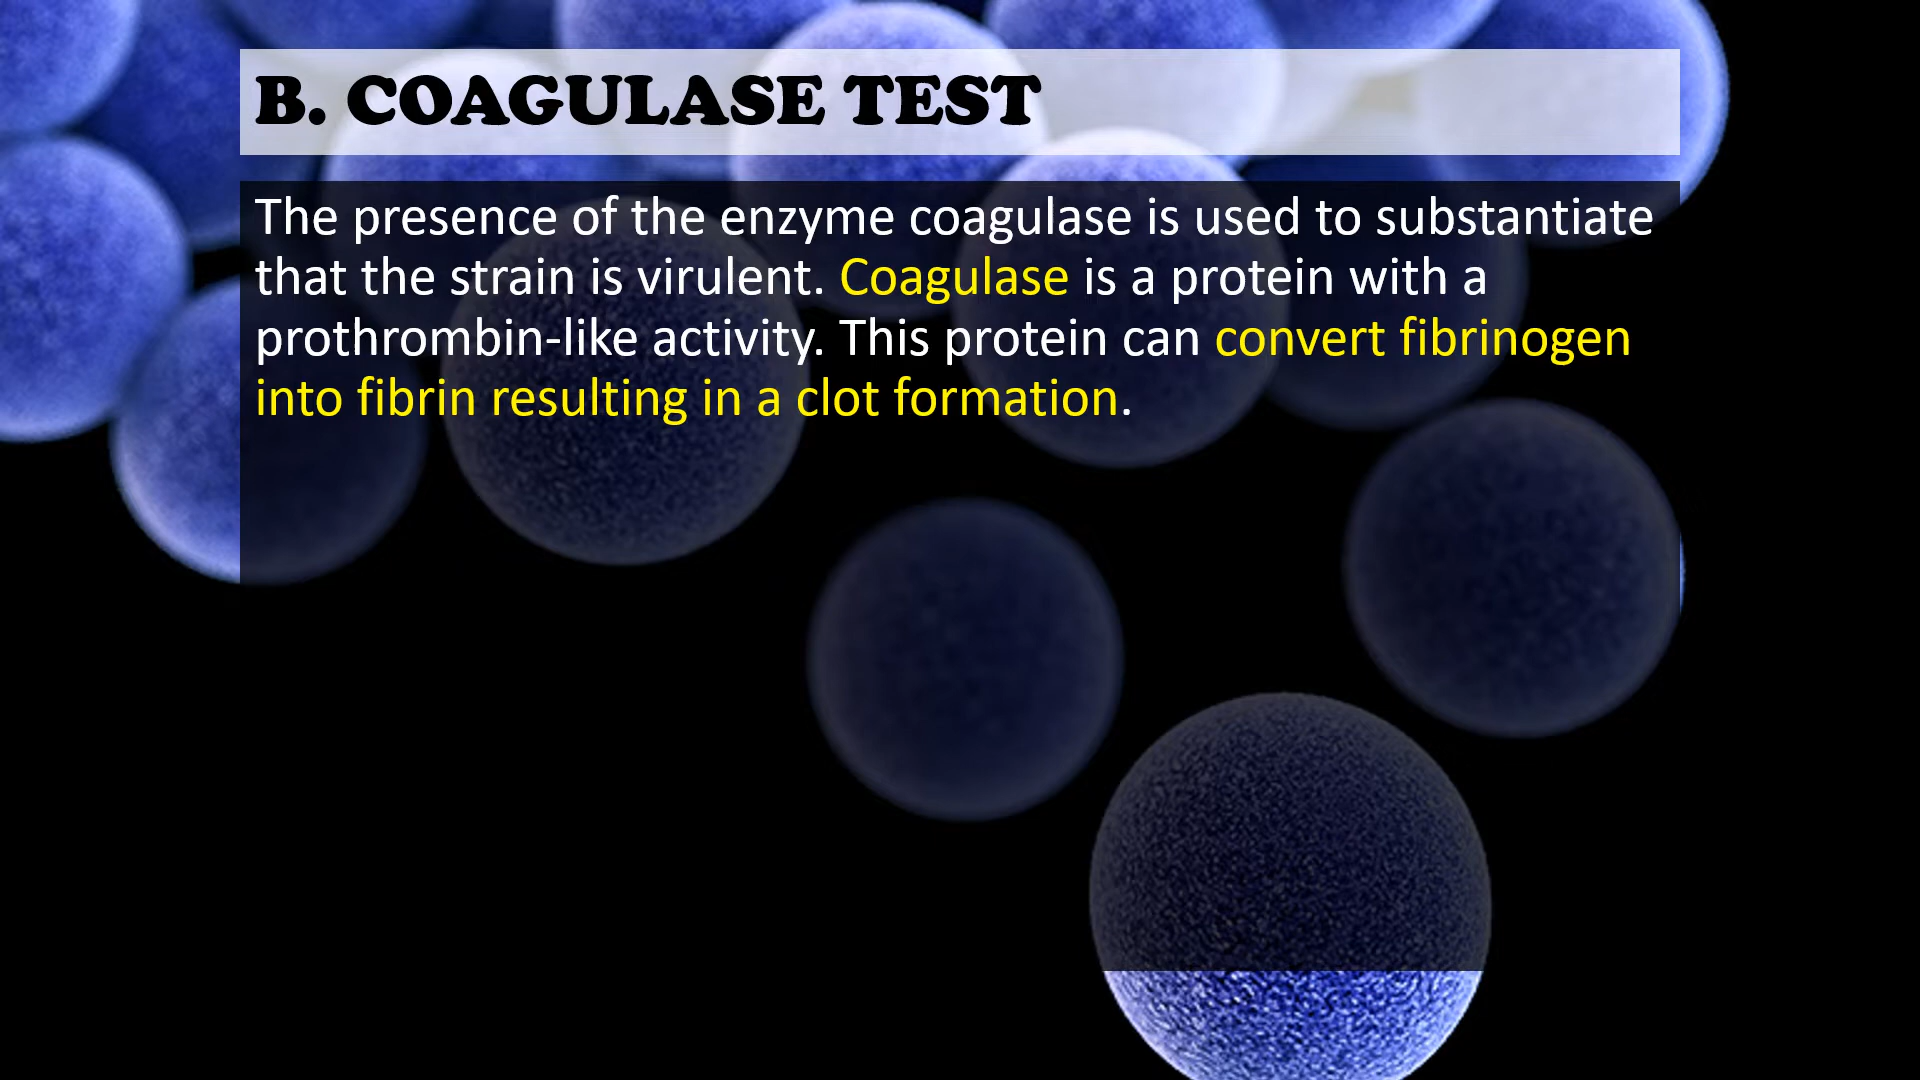 B. COAGULASE TEST
The presence of the enzyme coagulase is used to substantiate
that the strain is virulent. Coagulase is a protein with a
prothrombin-like activity. This protein can convert fibrinogen
into fibrin resulting in a clot formation.